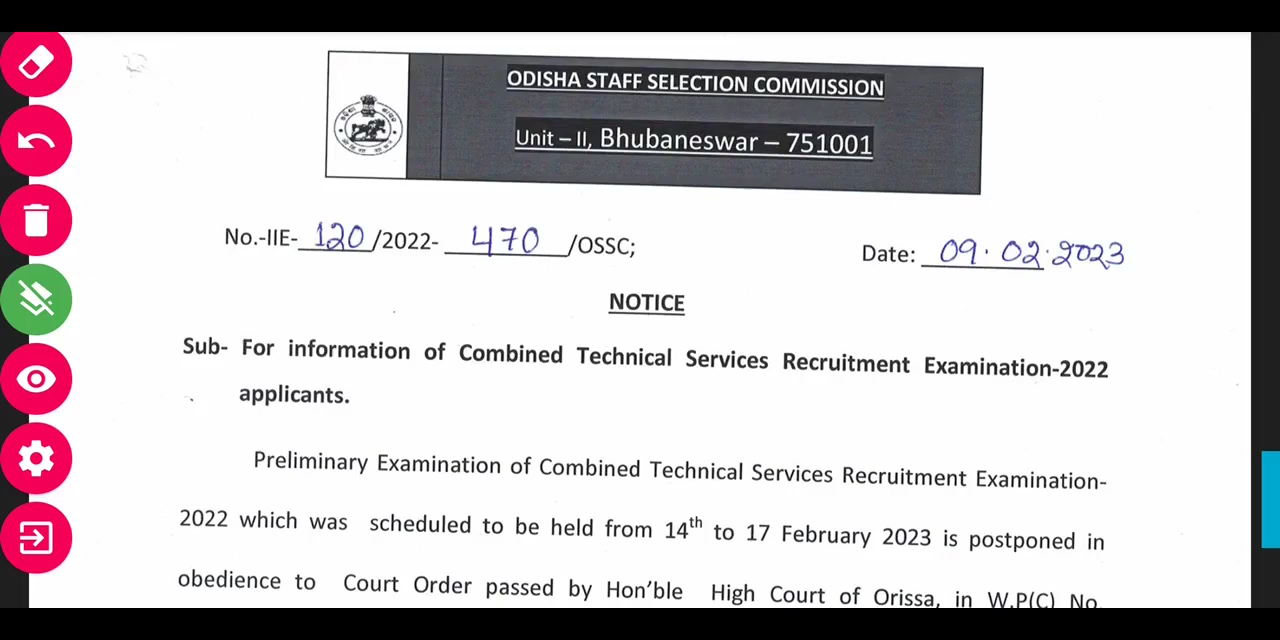 ODISHA STAFF SELECTION COMMISSION
Unit – II, Bhubaneswar – 751001
No.-IIE- 120 /2022- 470 /OSSC;
Date: 09.02.2023
NOTICE
Sub- For information of Combined Technical Services Recruitment Examination-2022
applicants.
Preliminary Examination of Combined Technical Services Recruitment Examination-
2022 which was scheduled to be held from 14th to 17 February 2023 is postponed in
obedience to Court Order passed by Hon'ble High Court of Orissa, in W.P(C) No.